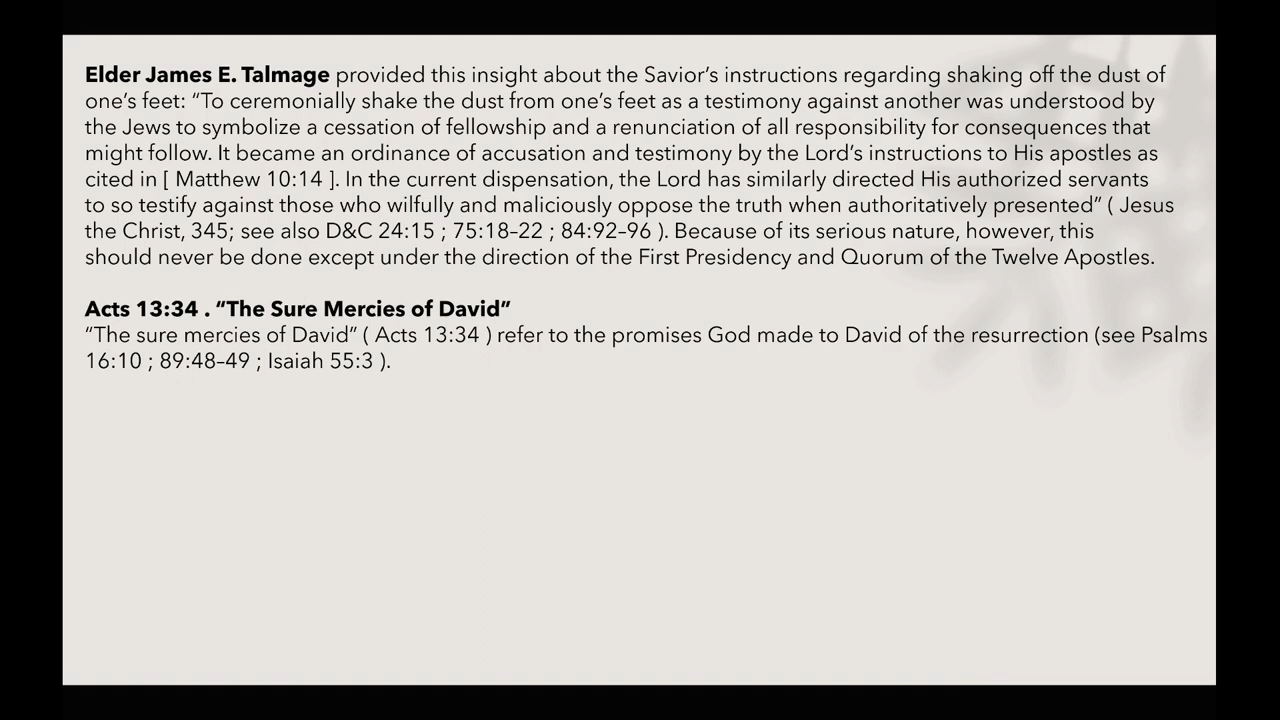 Elder James E. Talmage provided this insight about the Savior’s instructions regarding shaking off the dust of
one’s feet: “To ceremonially shake the dust from one’s feet as a testimony against another was understood by
the Jews to symbolize a cessation of fellowship and a renunciation of all responsibility for consequences that
might follow. It became an ordinance of accusation and testimony by the Lord’s instructions to His apostles as
cited in [ Matthew 10:14 ]. In the current dispensation, the Lord has similarly directed His authorized servants
to so testify against those who wilfully and maliciously oppose the truth when authoritatively presented” ( Jesus
the Christ, 345; see also D&C 24:15 ; 75:18–22 ; 84:92–96 ). Because of its serious nature, however, this
should never be done except under the direction of the First Presidency and Quorum of the Twelve Apostles.
Acts 13:34 . “The Sure Mercies of David”
“The sure mercies of David” ( Acts 13:34 ) refer to the promises God made to David of the resurrection (see Psalms
16:10 ; 89:48–49 ; Isaiah 55:3 ).